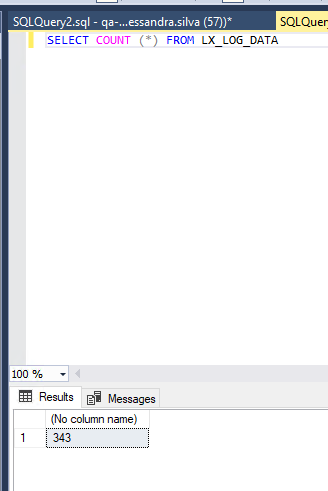 SQLQuery2.sql - qa-...essandra.silva (57))*
SQLQuery
SELECT COUNT (*) FROM LX_LOG_DATA
100 %
Results
Messages
(No column name)
1
343